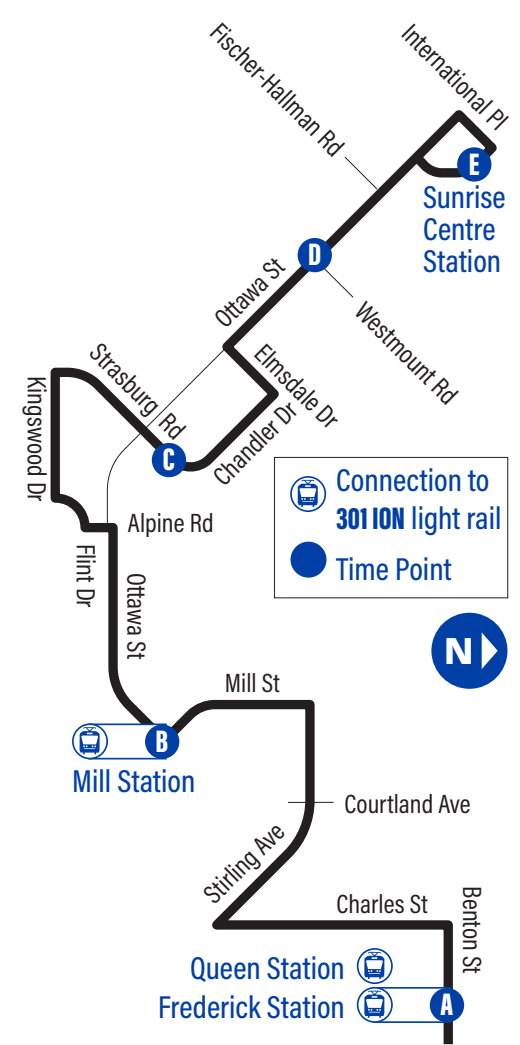 Fischer-Hallman Rd
International Pl
E
Sunrise
Centre
Station
D
Ottawa St
Westmount Rd
Elmsdale Dr
Strasburg Rd
Kingswood Dr
C
Chandler Dr
Connection to
301 ION light rail
Time Point
Alpine Rd
Flint Dr
Ottawa St
N
Mill St
B
Mill Station
Courtland Ave
Stirling Ave
Charles St
Benton St
Queen Station
Frederick Station
A